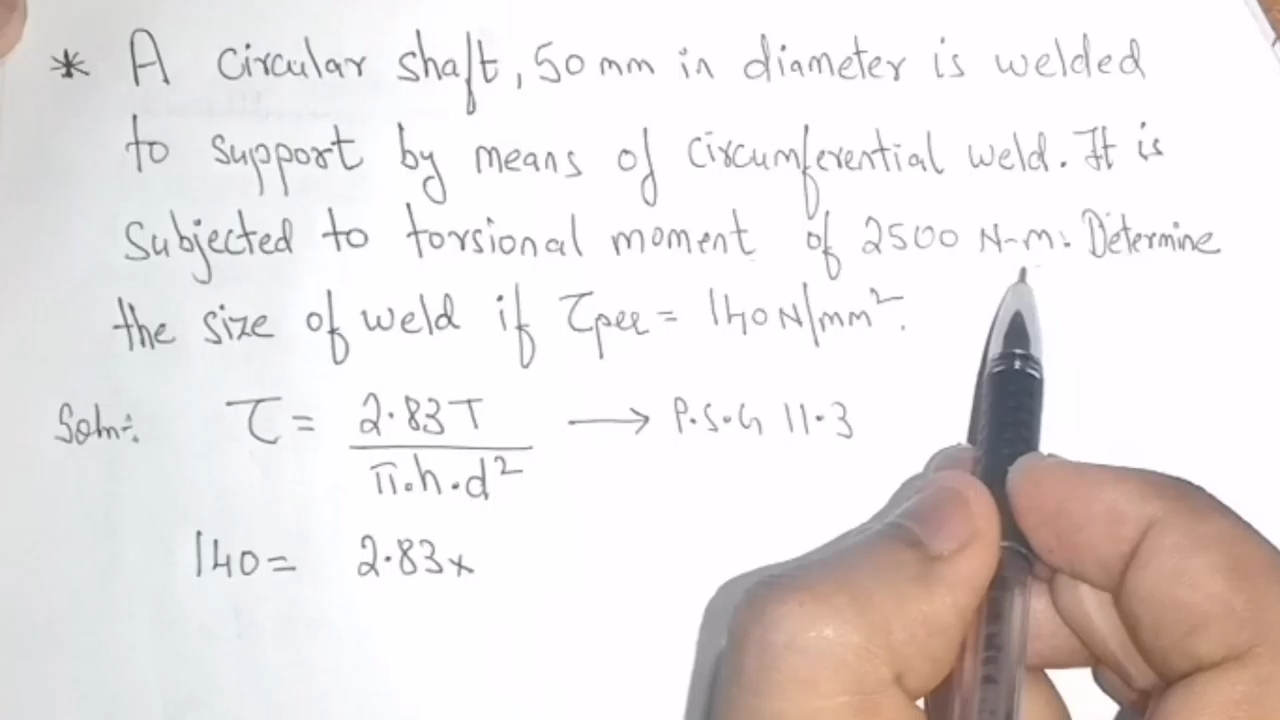 * A circular shaft, 50 mm in diameter is welded
to support by means of circumferential weld. It is
Subjected to torsional moment of 2500 N-m. Determine
the size of weld if τper = 140 N/mm².
Soln:- τ = 2.83T / π.h.d² → P.S.G 11.3
140 = 2.83×